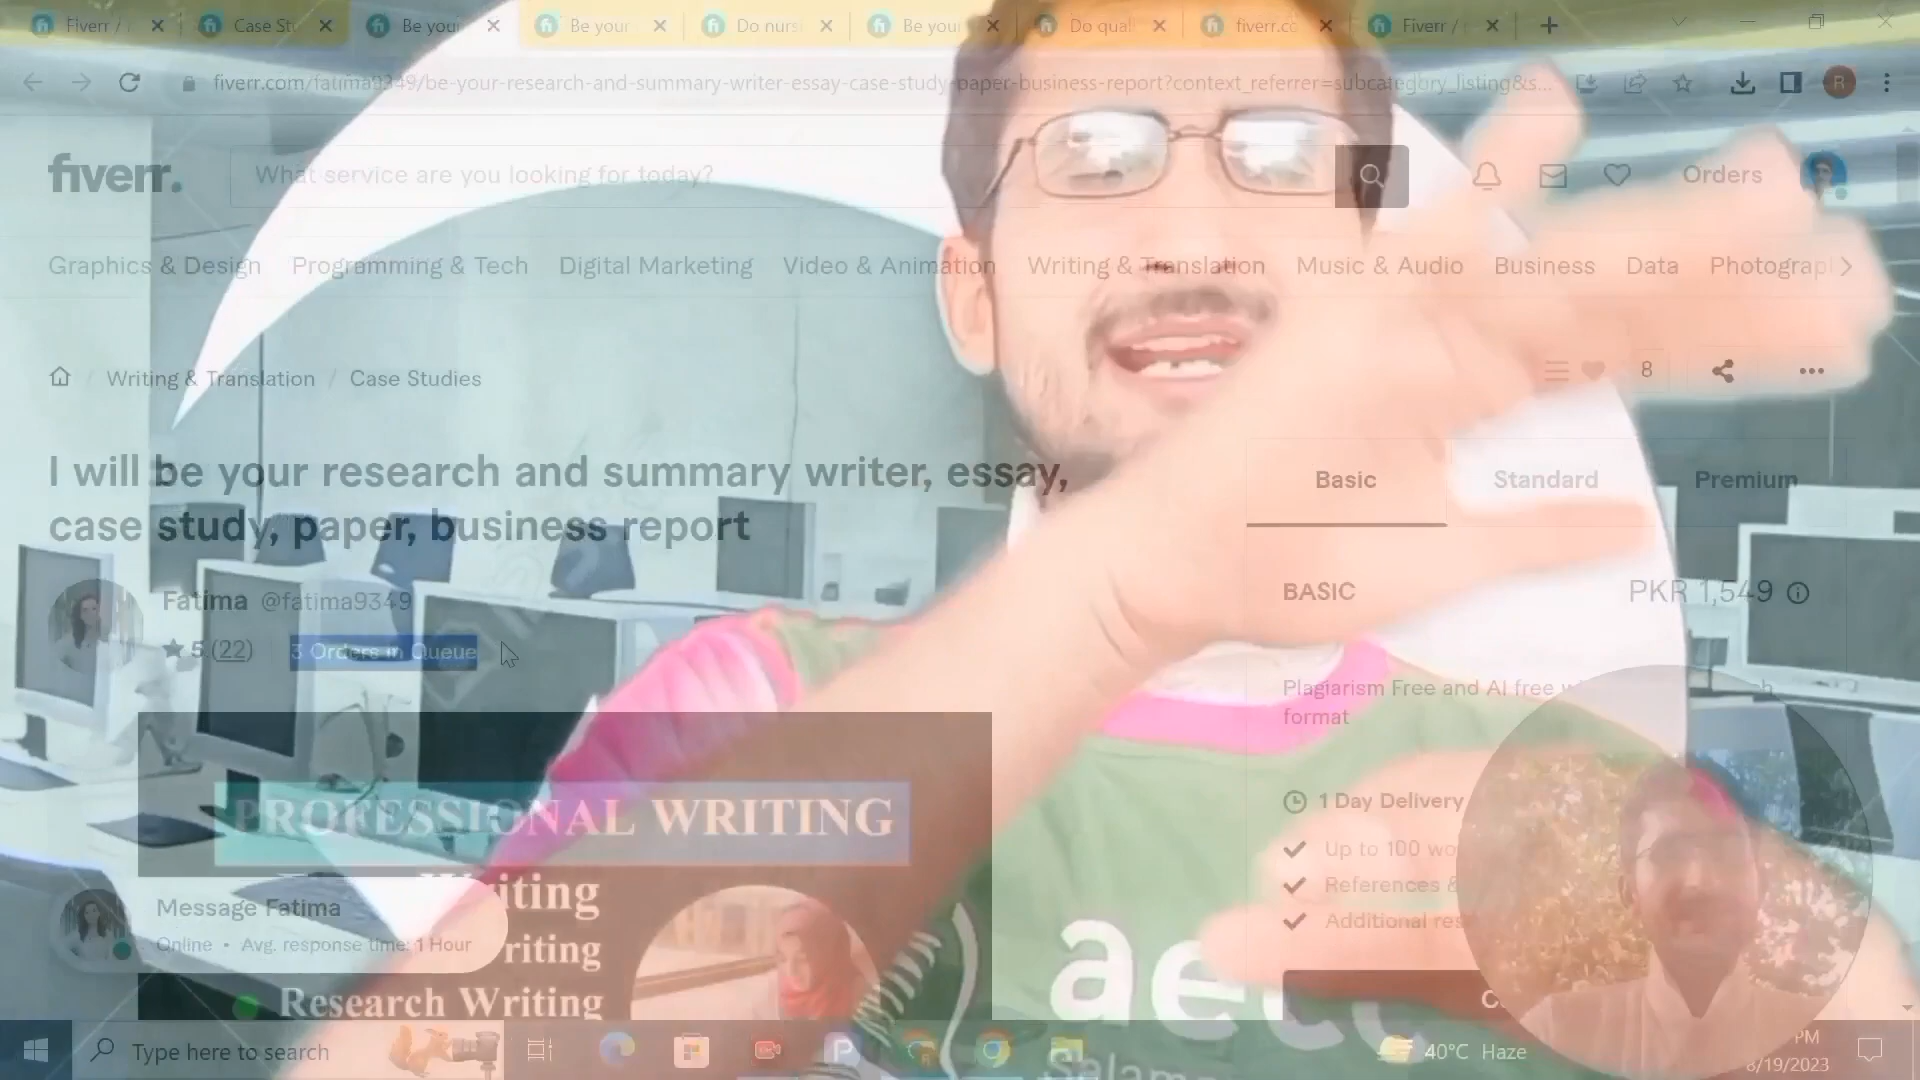 Fiverr /
Case St
Be you
Be your
Do nursi
Be you
Do qual
fiverr.co
Fiverr /
fiverr.com/fatima9349/be-your-research-and-summary-writer-essay-case-study-paper-business-report?context_referrer=subcategory_listing&s...
R
fiverr.
What service are you looking for today?
Orders
Graphics & Design Programming & Tech Digital Marketing Video & Animation Writing & Translation Music & Audio Business Data Photograp
/ Writing & Translation / Case Studies
8
I will be your research and summary writer, essay,
case study, paper, business report
Basic Standard Premium
Fatima @fatima9349
5 (22) 3 Orders in Queue
BASIC PKR 1,549
Plagiarism Free and AI free
format
1 Day Delivery
Up to 100 wo
References &
Additional res
PROFESSIONAL WRITING
Writing
riting
Research Writing
Message Fatima
Online • Avg. response time: 1 Hour
Type here to search
40°C Haze
PM
8/19/2023